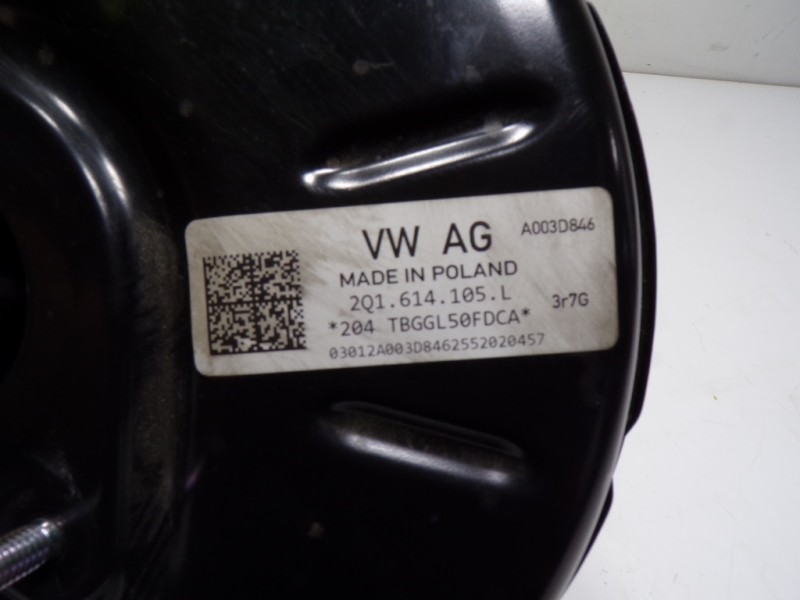 VW AG A003D846
MADE IN POLAND
2Q1.614.105.L 3r7G
*204 TBGGL50FDCA*
03012A003D8462552020457